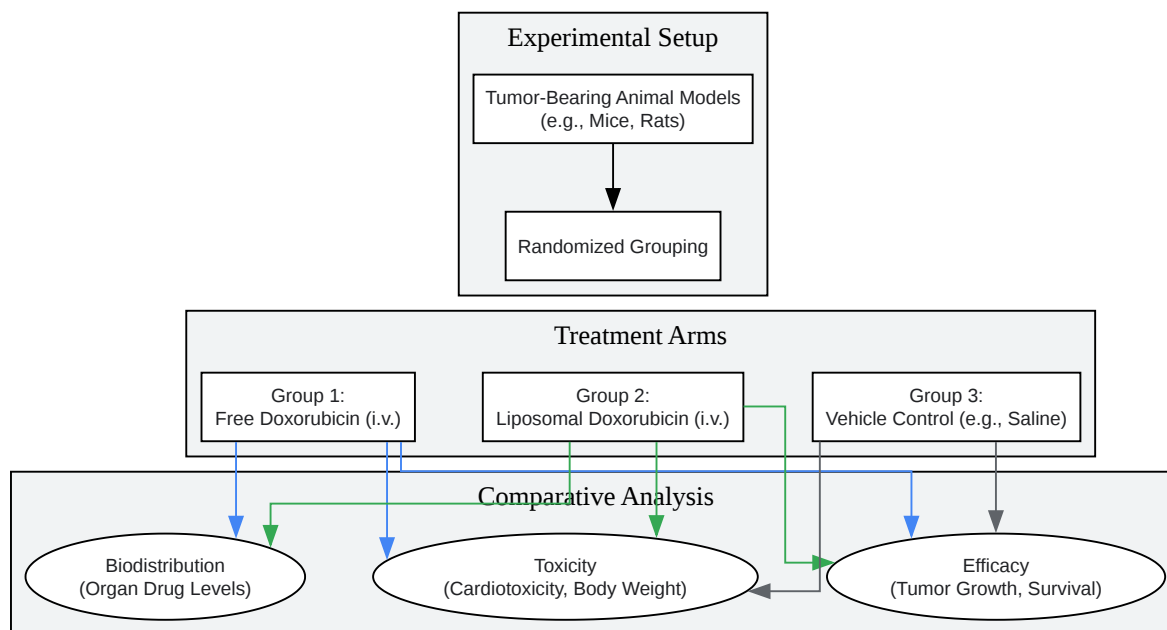 Experimental Setup
Tumor-Bearing Animal Models
(e.g., Mice, Rats)
Randomized Grouping
Treatment Arms
Group 1:
Free Doxorubicin (i.v.)
Group 2:
Liposomal Doxorubicin (i.v.)
Group 3:
Vehicle Control (e.g., Saline)
Comparative Analysis
Biodistribution
(Organ Drug Levels)
Toxicity
(Cardiotoxicity, Body Weight)
Efficacy
(Tumor Growth, Survival)